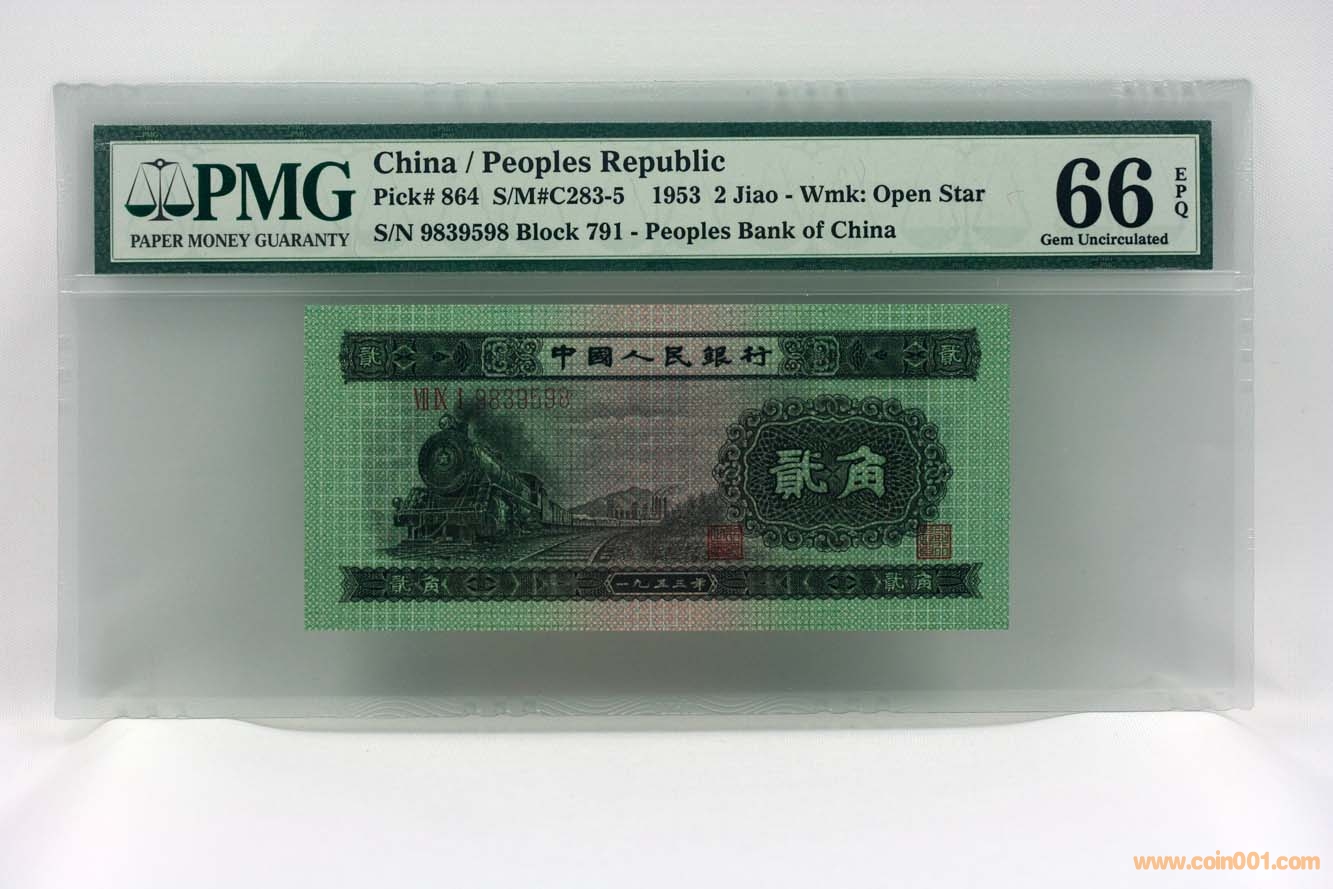 PMG
PAPER MONEY GUARANTY
China / Peoples Republic
Pick# 864 S/M#C283-5 1953 2 Jiao - Wmk: Open Star
S/N 9839598 Block 791 - Peoples Bank of China
66
EPQ
Gem Uncirculated
貳 中國人民銀行 貳
VII IX I 9839598
貳角
貳角 一九五三年 貳角
www.coin001.com